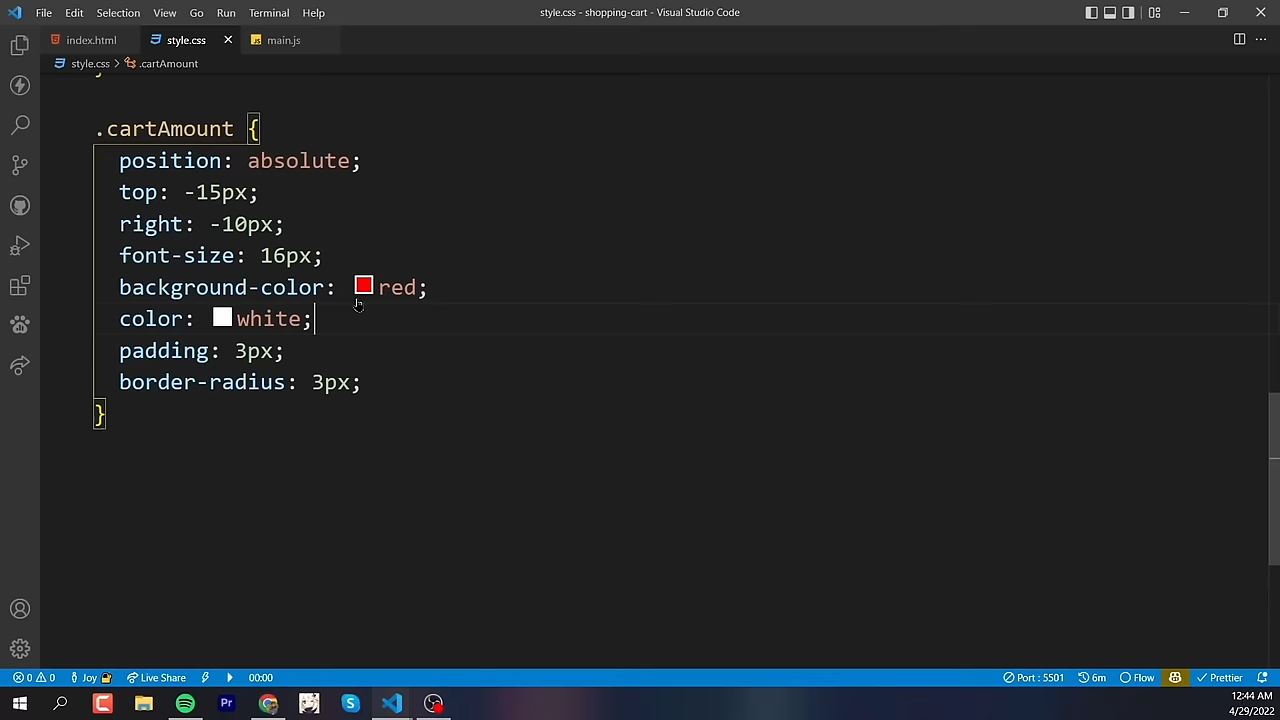 File Edit Selection View Go Run Terminal Help
style.css - shopping-cart - Visual Studio Code
index.html style.css main.js
style.css > .cartAmount
}
.cartAmount {
position: absolute;
top: -15px;
right: -10px;
font-size: 16px;
background-color: red;
color: white;
padding: 3px;
border-radius: 3px;
}
0 0 Joy Live Share 00:00 Port : 5501 6m Flow Prettier
Pr
12:44 AM
4/29/2022